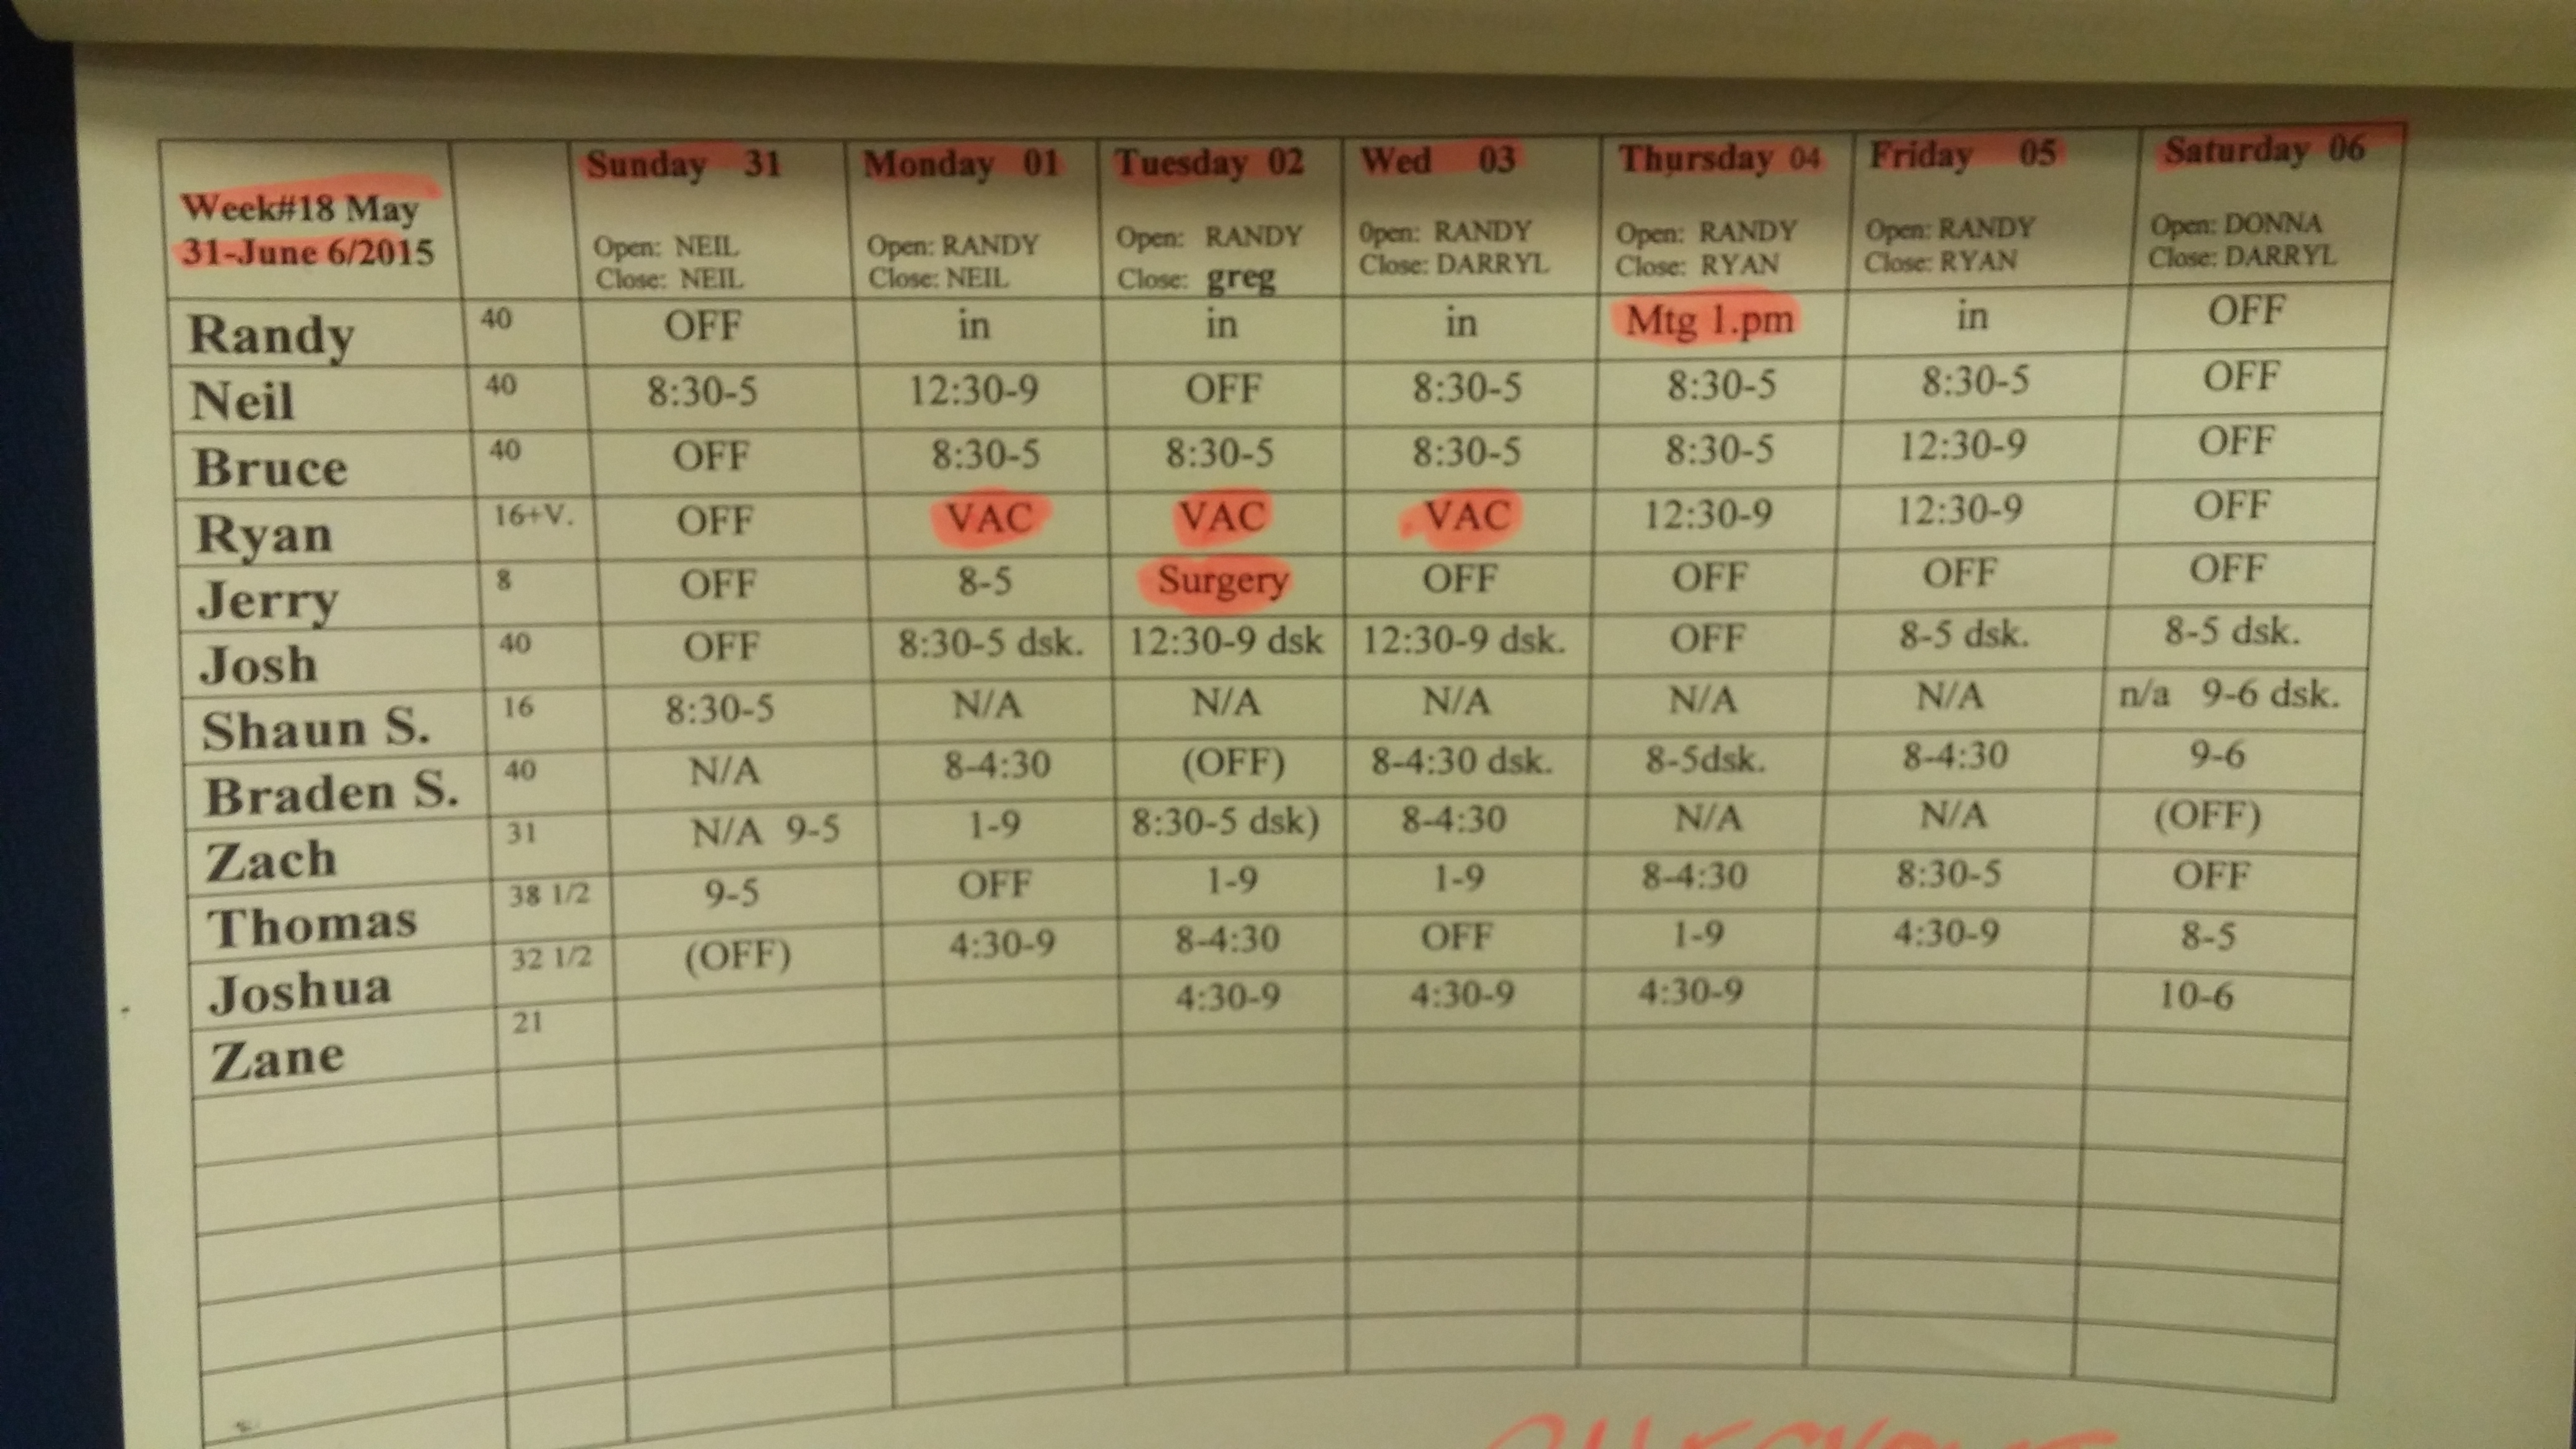 Week#18 May
31-June 6/2015
Sunday 31 Monday 01 Tuesday 02 Wed 03 Thursday 04 Friday 05 Saturday 06
Open: NEIL Open: RANDY Open: RANDY 0pen: RANDY Open: RANDY Open: RANDY Open: DONNA
Close: NEIL Close: NEIL Close: greg Close: DARRYL Close: RYAN Close: RYAN Close: DARRYL
Randy 40 OFF in in in Mtg 1.pm in OFF
Neil 40 8:30-5 12:30-9 OFF 8:30-5 8:30-5 8:30-5 OFF
Bruce 40 OFF 8:30-5 8:30-5 8:30-5 8:30-5 12:30-9 OFF
Ryan 16+V. OFF VAC VAC VAC 12:30-9 12:30-9 OFF
Jerry 8 OFF 8-5 Surgery OFF OFF OFF OFF
Josh 40 OFF 8:30-5 dsk. 12:30-9 dsk 12:30-9 dsk. OFF 8-5 dsk. 8-5 dsk.
Shaun S. 16 8:30-5 N/A N/A N/A N/A N/A n/a 9-6 dsk.
Braden S. 40 N/A 8-4:30 (OFF) 8-4:30 dsk. 8-5dsk. 8-4:30 9-6
Zach 31 N/A 9-5 1-9 8:30-5 dsk) 8-4:30 N/A N/A (OFF)
Thomas 38 1/2 9-5 OFF 1-9 1-9 8-4:30 8:30-5 OFF
Joshua 32 1/2 (OFF) 4:30-9 8-4:30 OFF 1-9 4:30-9 8-5
Zane 21 4:30-9 4:30-9 4:30-9 10-6